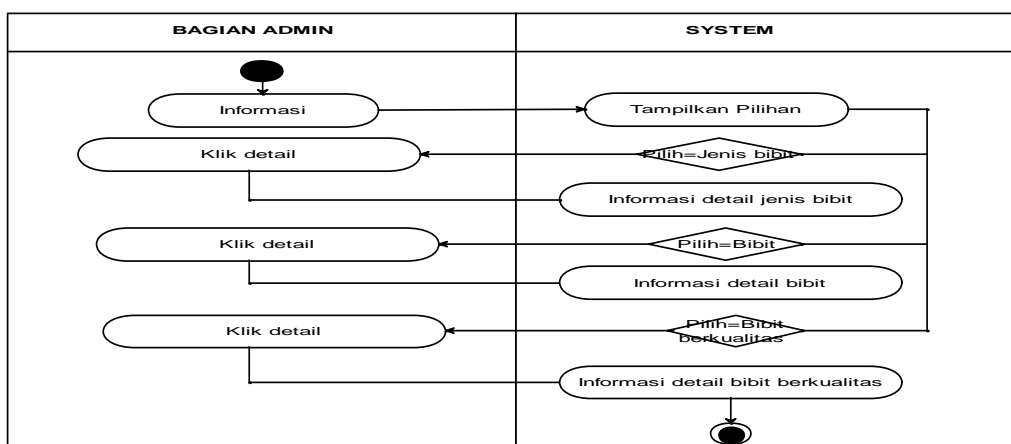 BAGIAN ADMIN
SYSTEM
Informasi
Tampilkan Pilihan
Klik detail
Pilih=Jenis bibit
Informasi detail jenis bibit
Klik detail
Pilih=Bibit
Informasi detail bibit
Klik detail
Pilih=Bibit
berkualitas
Informasi detail bibit berkualitas